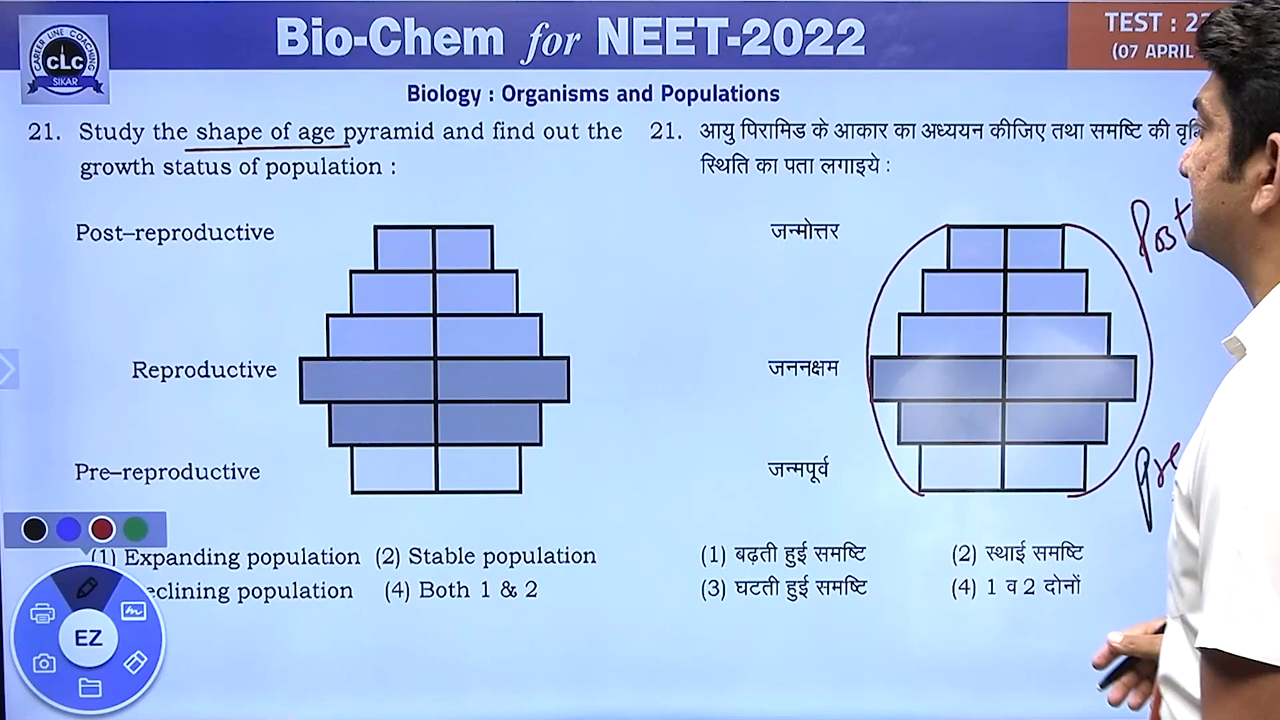 CAREER LINE COACHING
CLC
SIKAR
Bio-Chem for NEET-2022
TEST : 2
(07 APRIL
Biology : Organisms and Populations
21. Study the shape of age pyramid and find out the
growth status of population :
Post–reproductive
Reproductive
Pre–reproductive
(1) Expanding population (2) Stable population
eclining population (4) Both 1 & 2
21. आयु पिरामिड के आकार का अध्ययन कीजिए तथा समष्टि की
स्थिति का पता लगाइये :
जन्मोत्तर
जननक्षम
जन्मपूर्व
Post
Pre
(1) बढ़ती हुई समष्टि (2) स्थाई समष्टि
(3) घटती हुई समष्टि (4) 1 व 2 दोनों
EZ